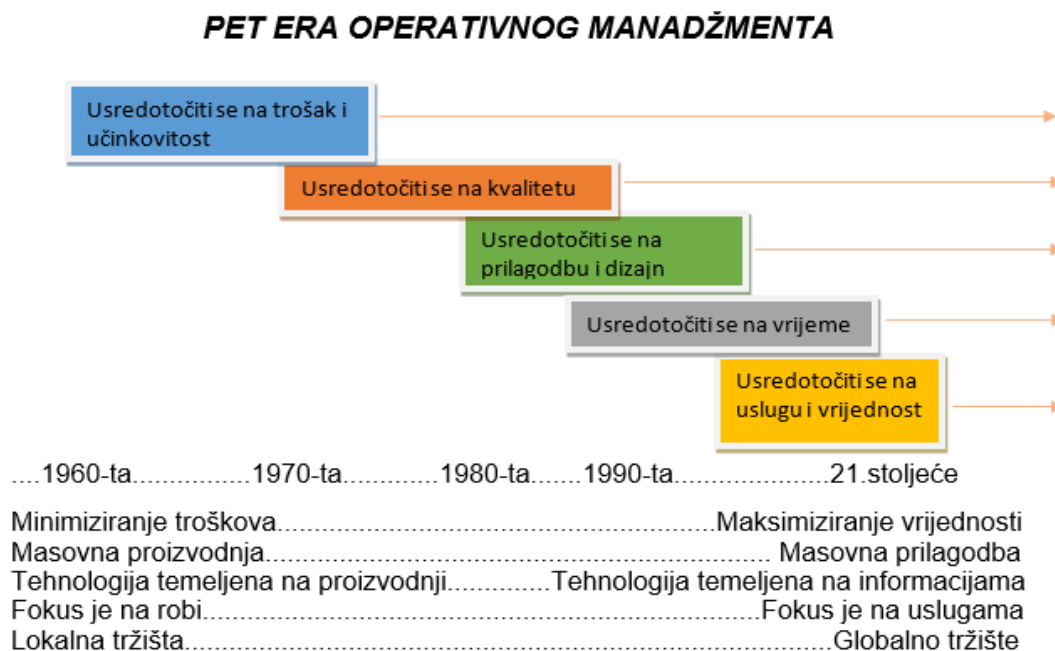 PET ERA OPERATIVNOG MANADŽMENTA
Usredotočiti se na trošak i
učinkovitost
Usredotočiti se na kvalitetu
Usredotočiti se na
prilagodbu i dizajn
Usredotočiti se na vrijeme
Usredotočiti se na
uslugu i vrijednost
....1960-ta.................1970-ta..............1980-ta........1990-ta......................21.stoljeće
Minimiziranje troškova...............................................................Maksimiziranje vrijednosti
Masovna proizvodnja......................................................................... Masovna prilagodba
Tehnologija temeljena na proizvodnji...............Tehnologija temeljena na informacijama
Fokus je na robi................................................................................Fokus je na uslugama
Lokalna tržišta.............................................................................................Globalno tržište